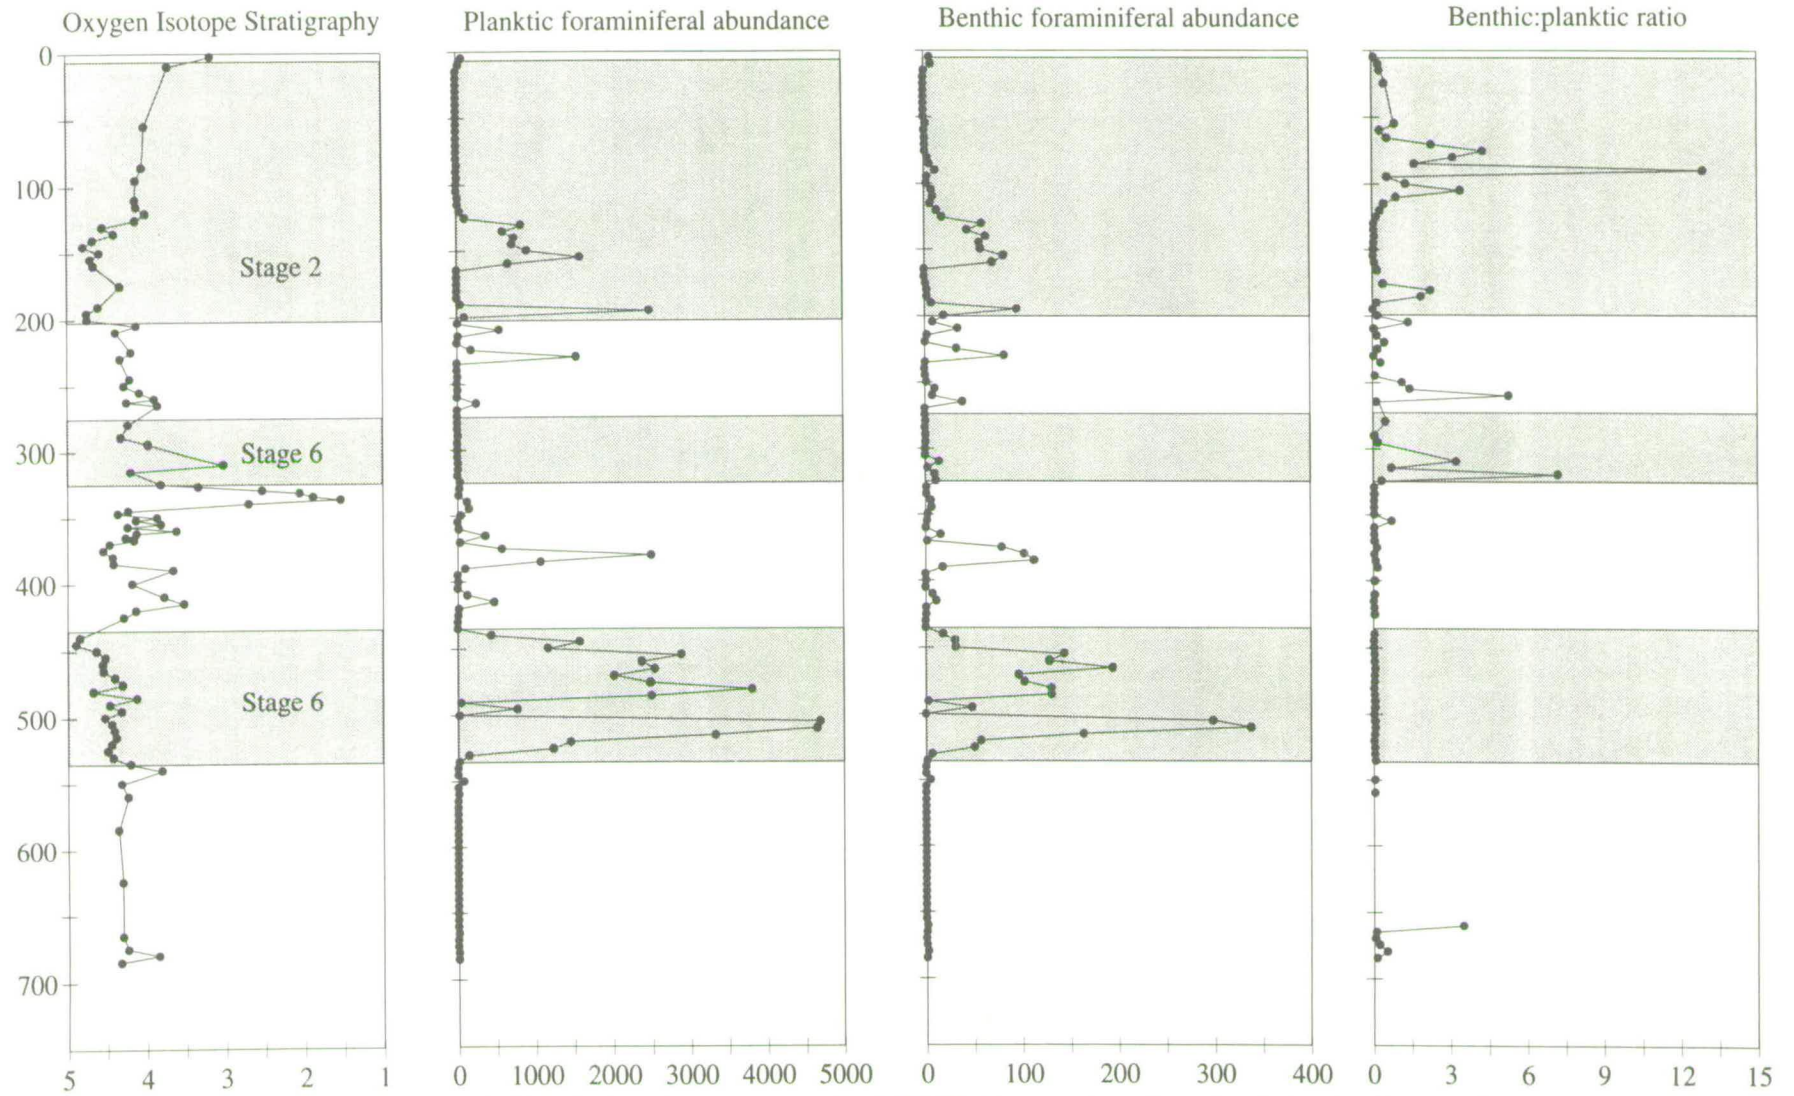 Oxygen Isotope Stratigraphy
Planktic foraminiferal abundance
Benthic foraminiferal abundance
Benthic:planktic ratio
0
100
200
300
400
500
600
700
Stage 2
Stage 6
Stage 6
5 4 3 2 1
0 1000 2000 3000 4000 5000
0 100 200 300 400
0 3 6 9 12 15